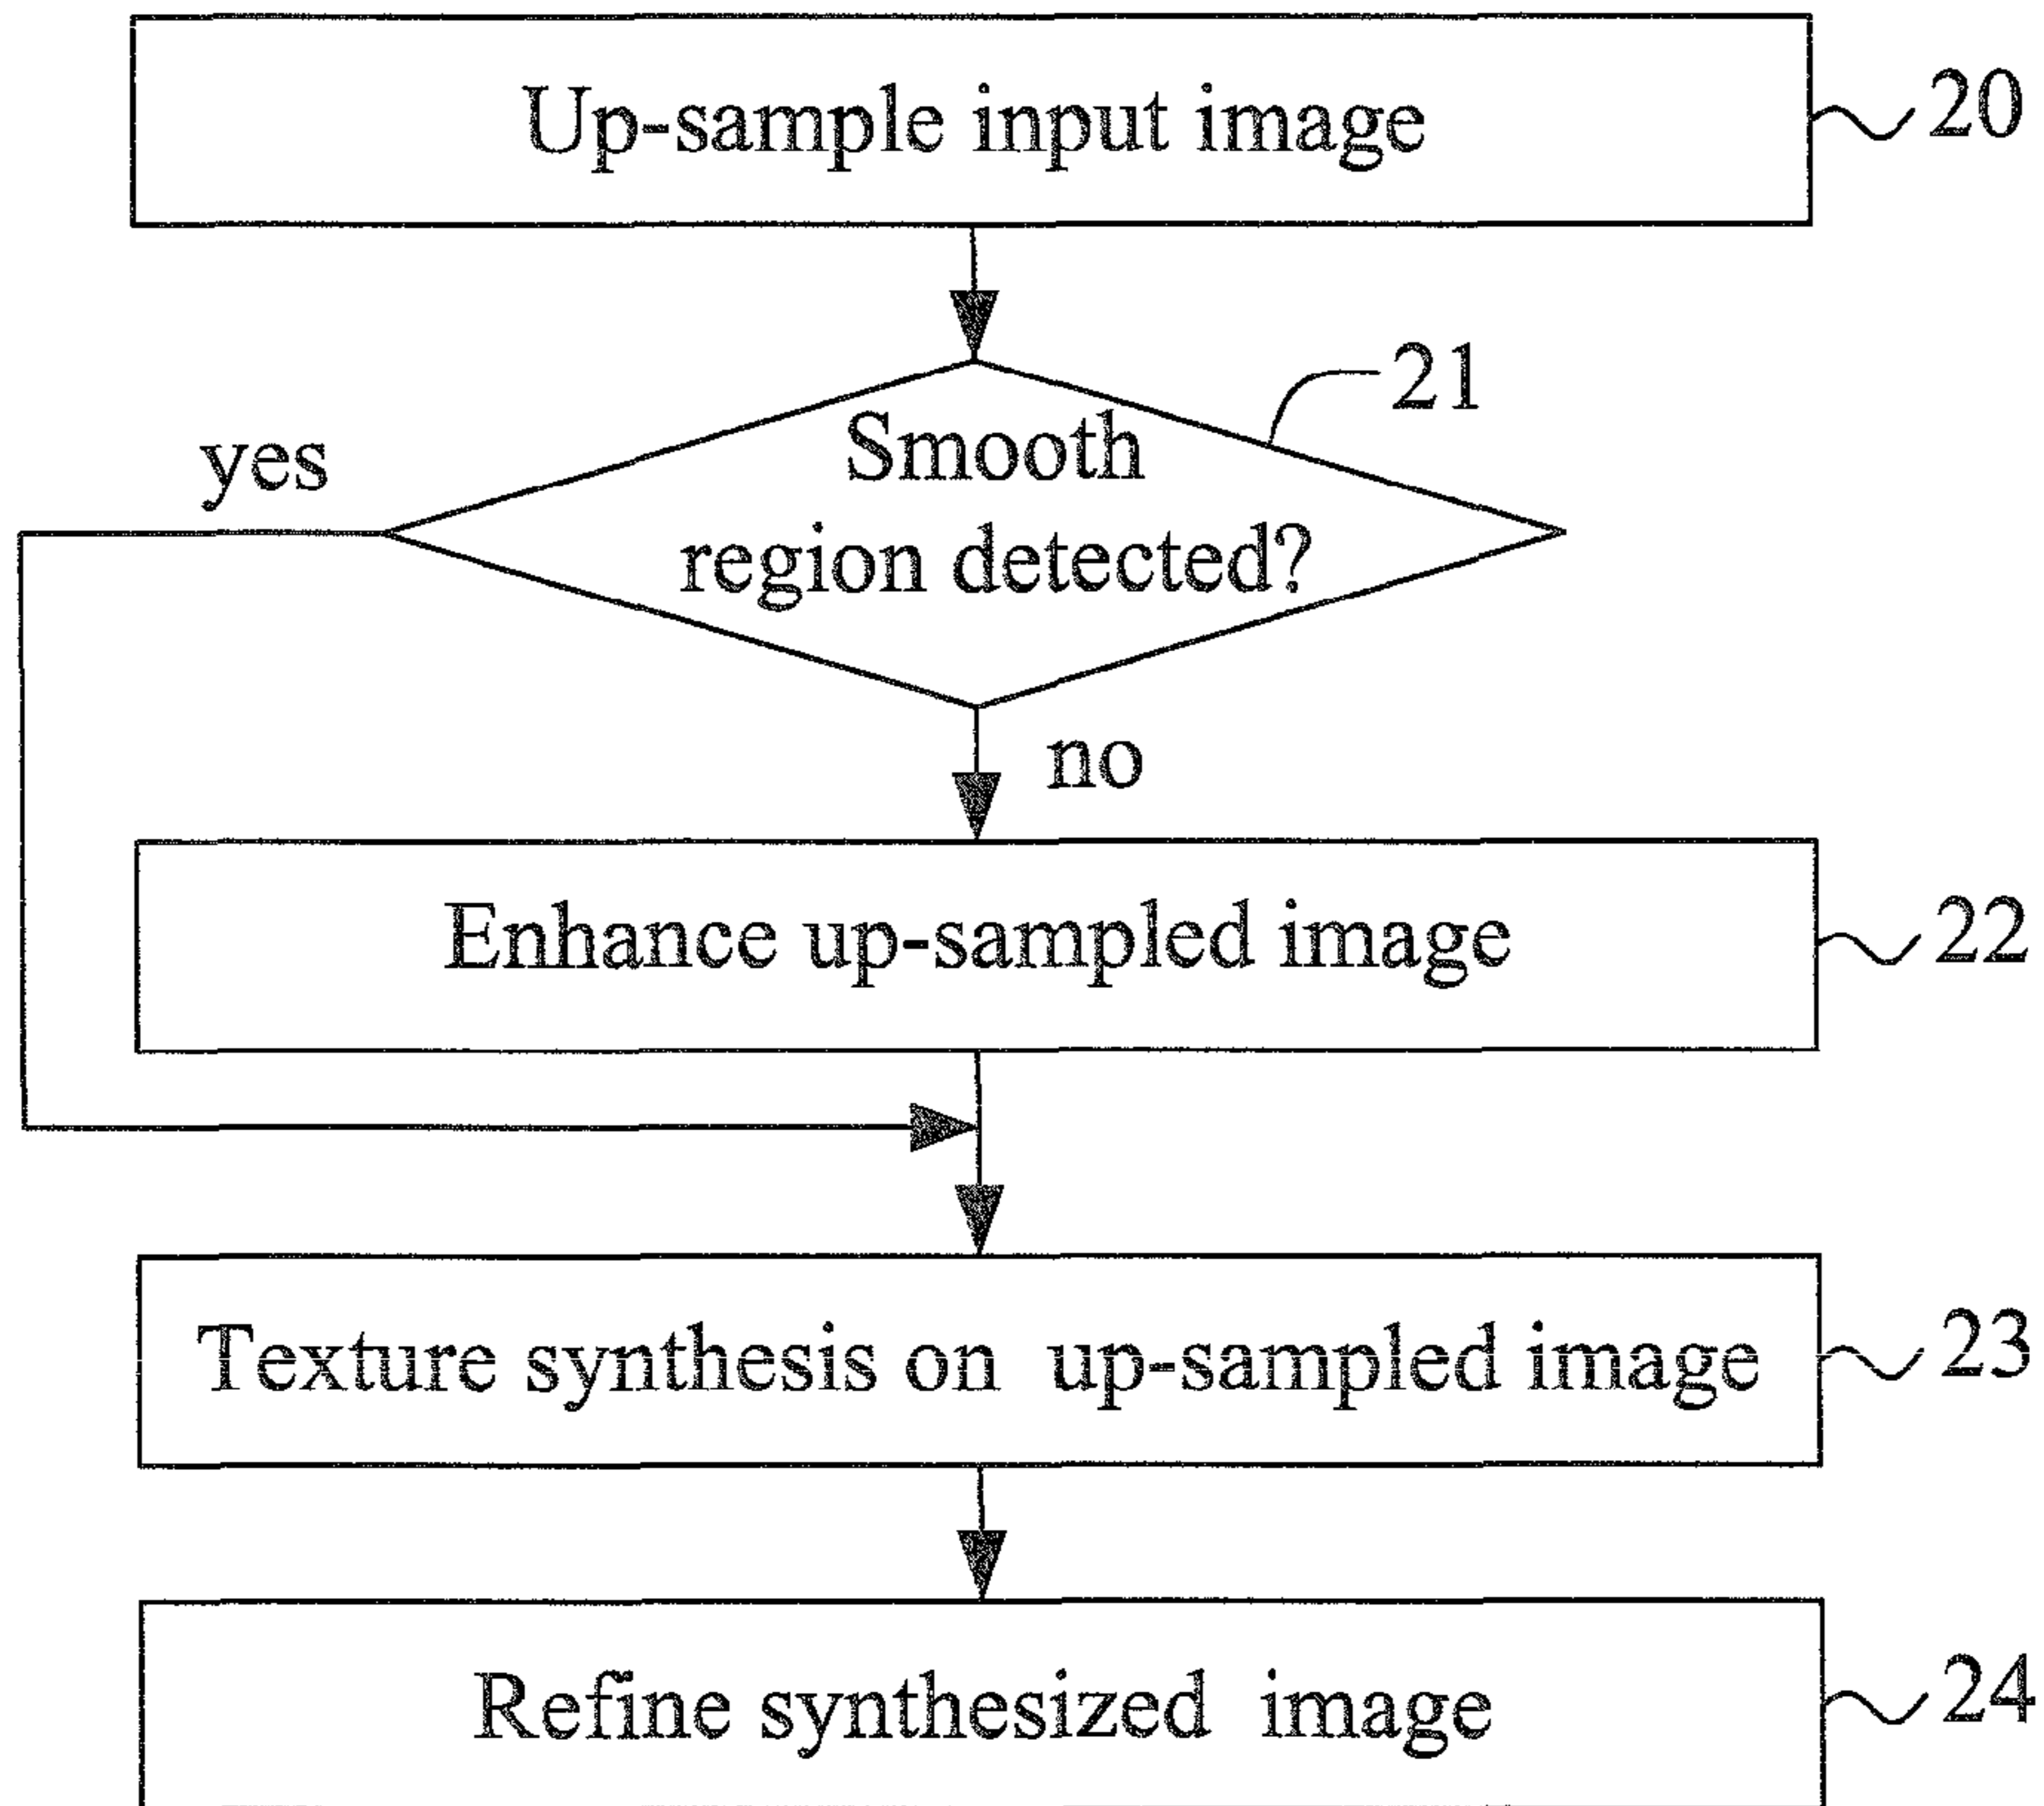 Up-sample input image
20
21
yes
Smooth
region detected?
no
Enhance up-sampled image
22
Texture synthesis on up-sampled image
23
Refine synthesized image
24